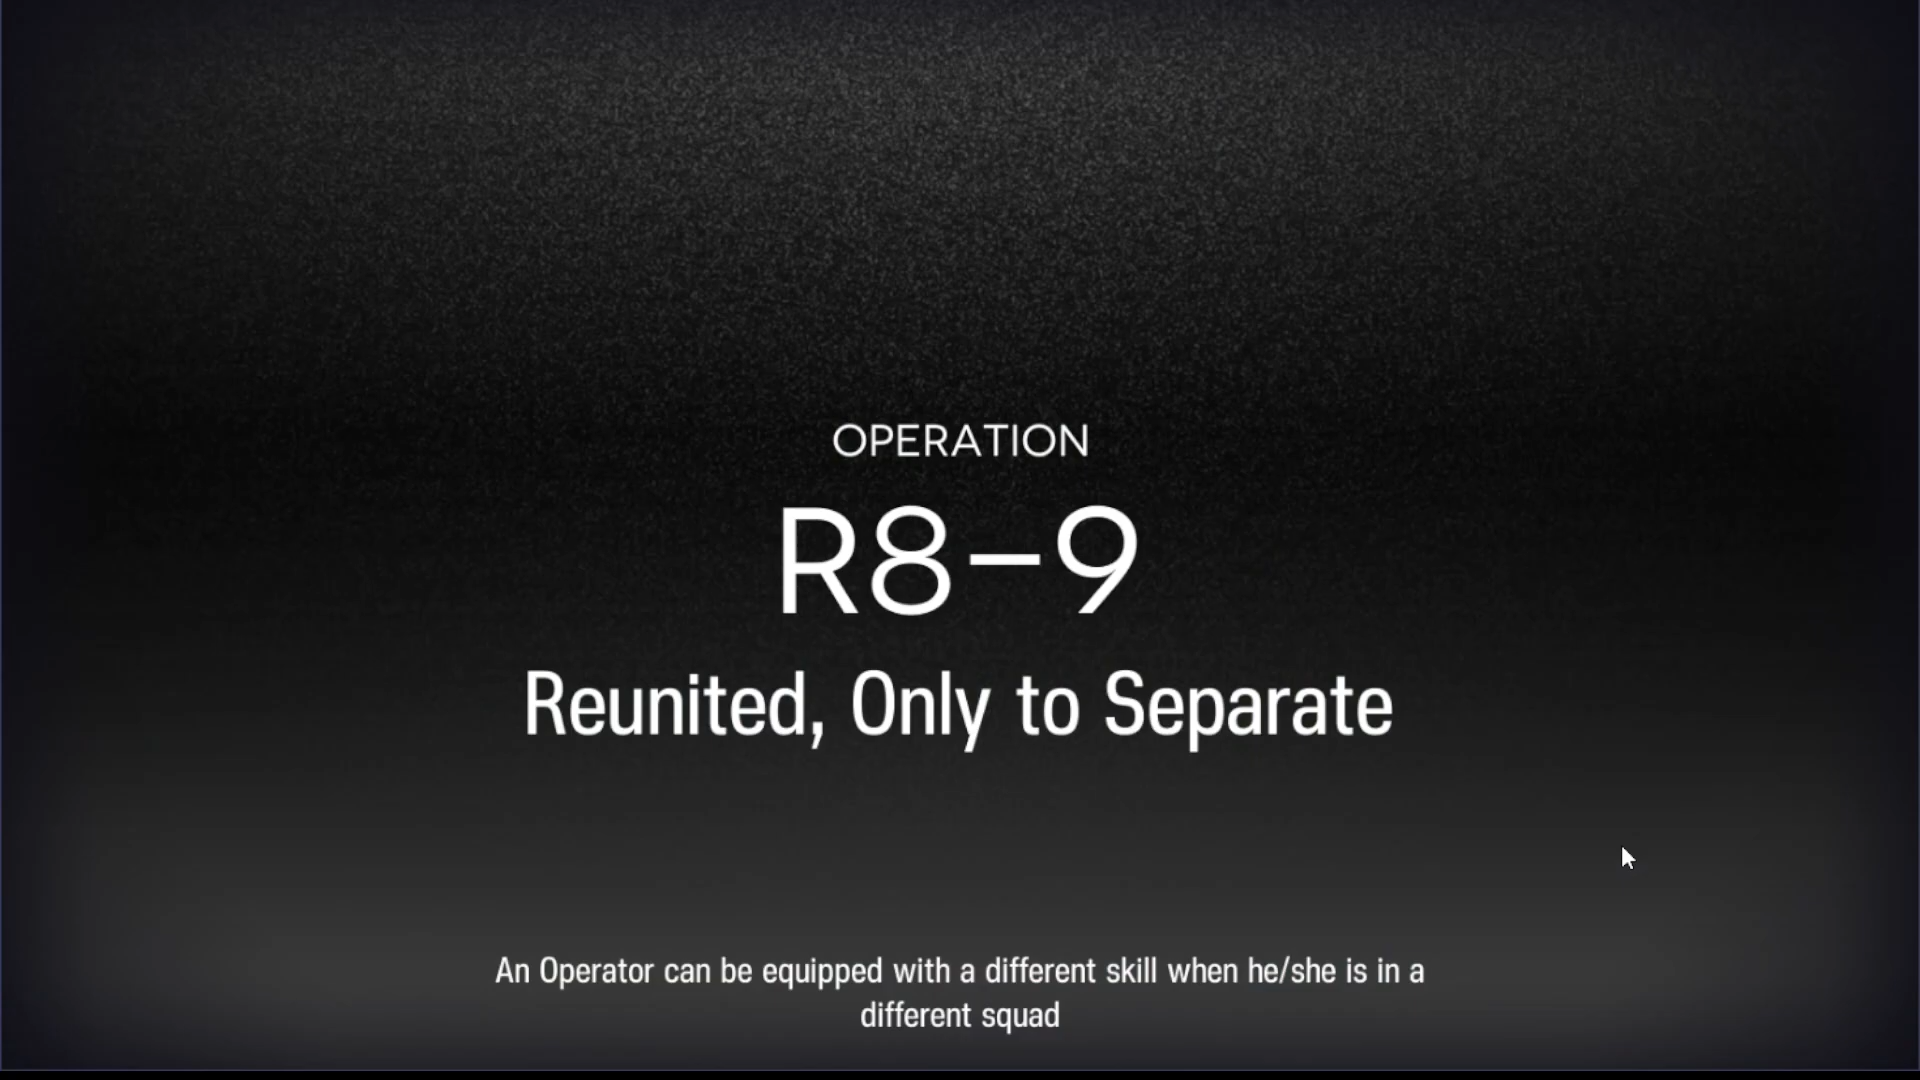 OPERATION
R8-9
Reunited, Only to Separate
An Operator can be equipped with a different skill when he/she is in a
different squad